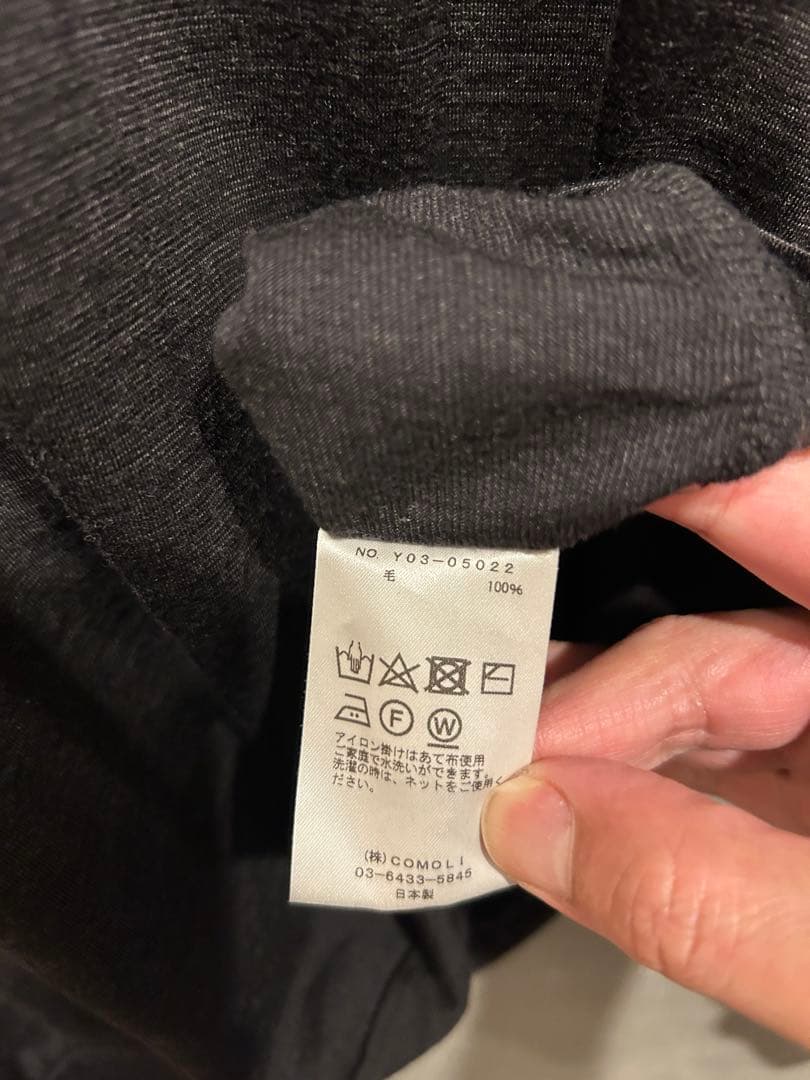 NO. Y03-05022
毛 100%
F W
アイロン掛けはあて布使用
ご家庭で水洗いができます。
洗濯の時は、ネットをご使用く
ださい。
(株)COMOLI
03-6433-5845
日本製